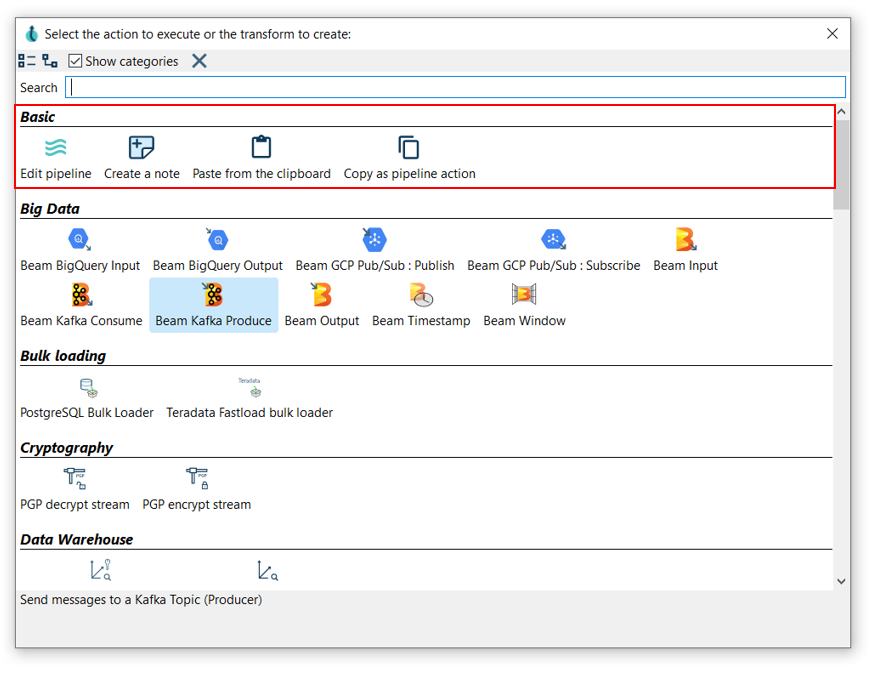 Select the action to execute or the transform to create:
Show categories
Search
Basic
Edit pipeline Create a note Paste from the clipboard Copy as pipeline action
Big Data
Beam BigQuery Input Beam BigQuery Output Beam GCP Pub/Sub : Publish Beam GCP Pub/Sub : Subscribe Beam Input
Beam Kafka Consume Beam Kafka Produce Beam Output Beam Timestamp Beam Window
Bulk loading
Teradata
PostgreSQL Bulk Loader Teradata Fastload bulk loader
Cryptography
PGP PGP
PGP decrypt stream PGP encrypt stream
Data Warehouse
Send messages to a Kafka Topic (Producer)